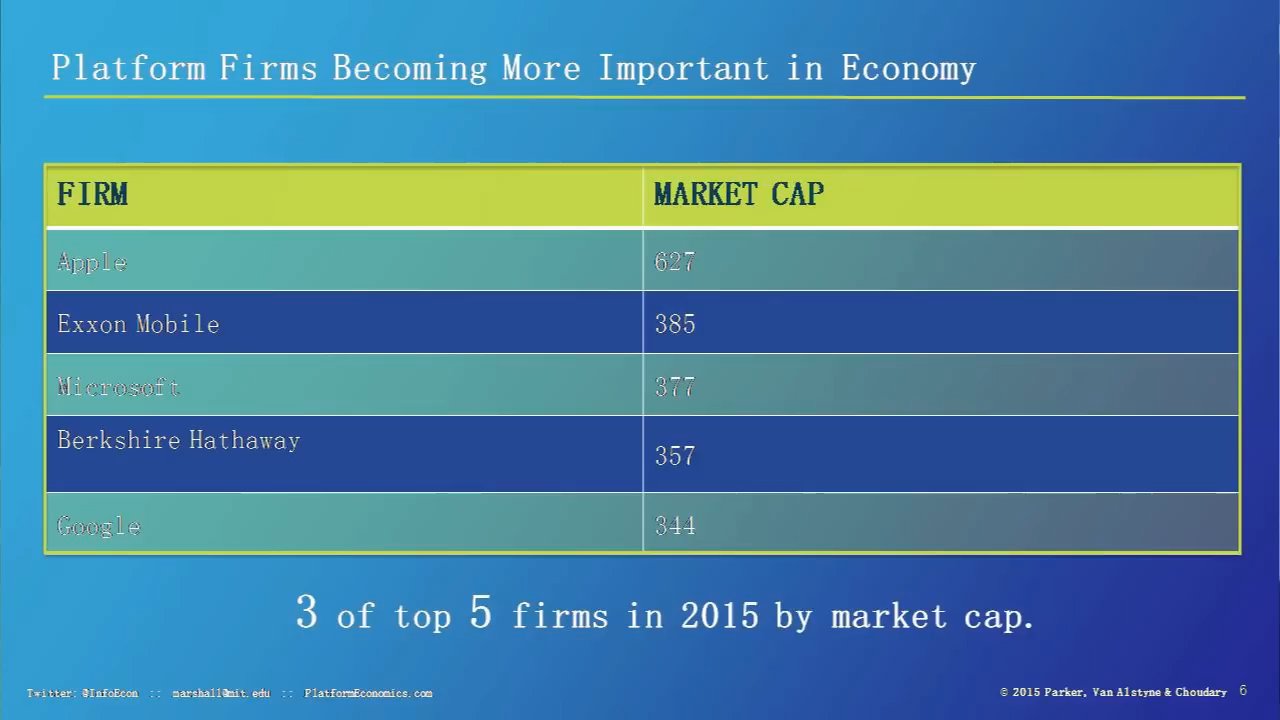 Platform Firms Becoming More Important in Economy
FIRM MARKET CAP
Apple 627
Exxon Mobile 385
Microsoft 377
Berkshire Hathaway 357
Google 344
3 of top 5 firms in 2015 by market cap.
Twitter: @InfoEcon :: marshall@mit.edu :: PlatformEconomics.com © 2015 Parker, Van Alstyne & Choudary 6